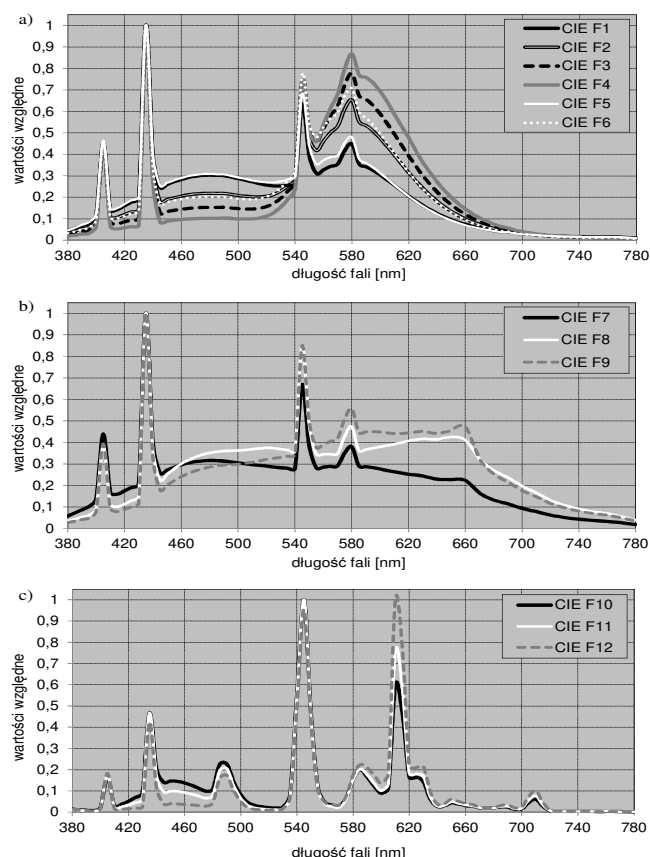 a)
wartości względne
1
0,9
0,8
0,7
0,6
0,5
0,4
0,3
0,2
0,1
0
CIE F1
CIE F2
CIE F3
CIE F4
CIE F5
CIE F6
380 420 460 500 540 580 620 660 700 740 780
długość fali [nm]
b)
wartości względne
1
0,9
0,8
0,7
0,6
0,5
0,4
0,3
0,2
0,1
0
CIE F7
CIE F8
CIE F9
380 420 460 500 540 580 620 660 700 740 780
długość fali [nm]
c)
wartości względne
1
0,9
0,8
0,7
0,6
0,5
0,4
0,3
0,2
0,1
0
CIE F10
CIE F11
CIE F12
380 420 460 500 540 580 620 660 700 740 780
długość fali [nm]